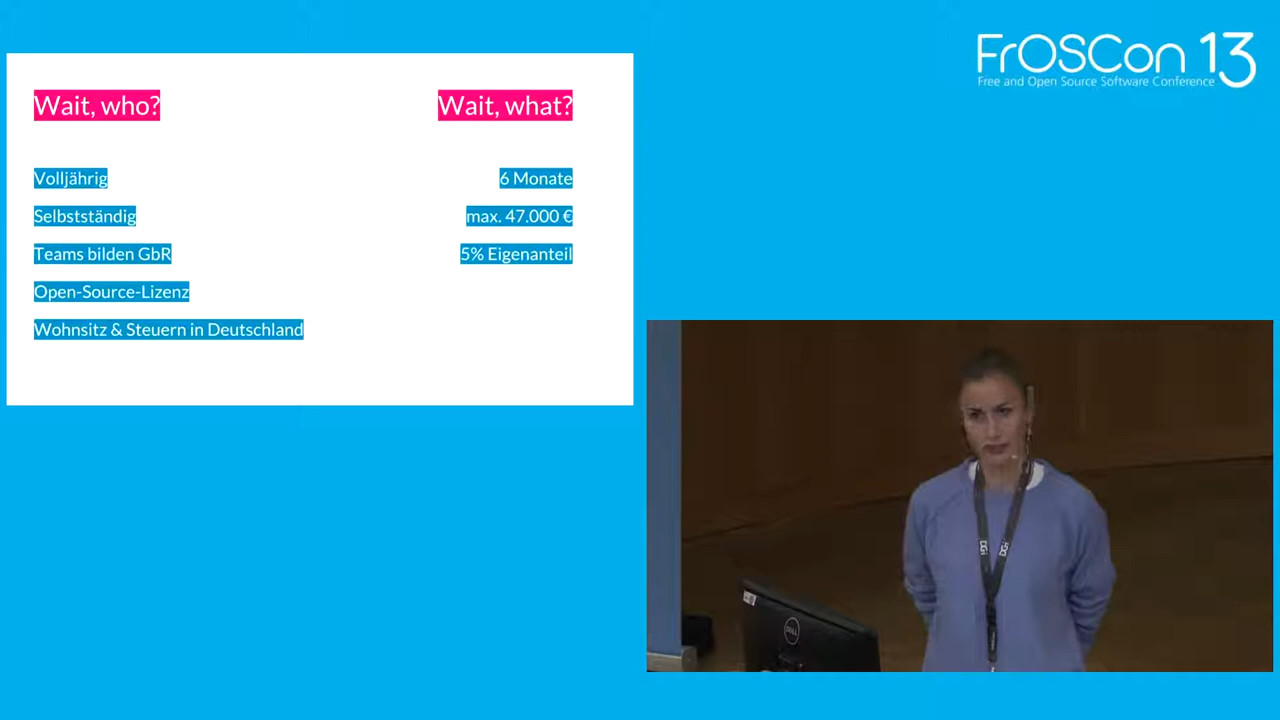 FrOSCon 13
Free and Open Source Software Conference
Wait, who?
Volljährig
Selbstständig
Teams bilden GbR
Open-Source-Lizenz
Wohnsitz & Steuern in Deutschland
Wait, what?
6 Monate
max. 47.000 €
5% Eigenanteil
DELL